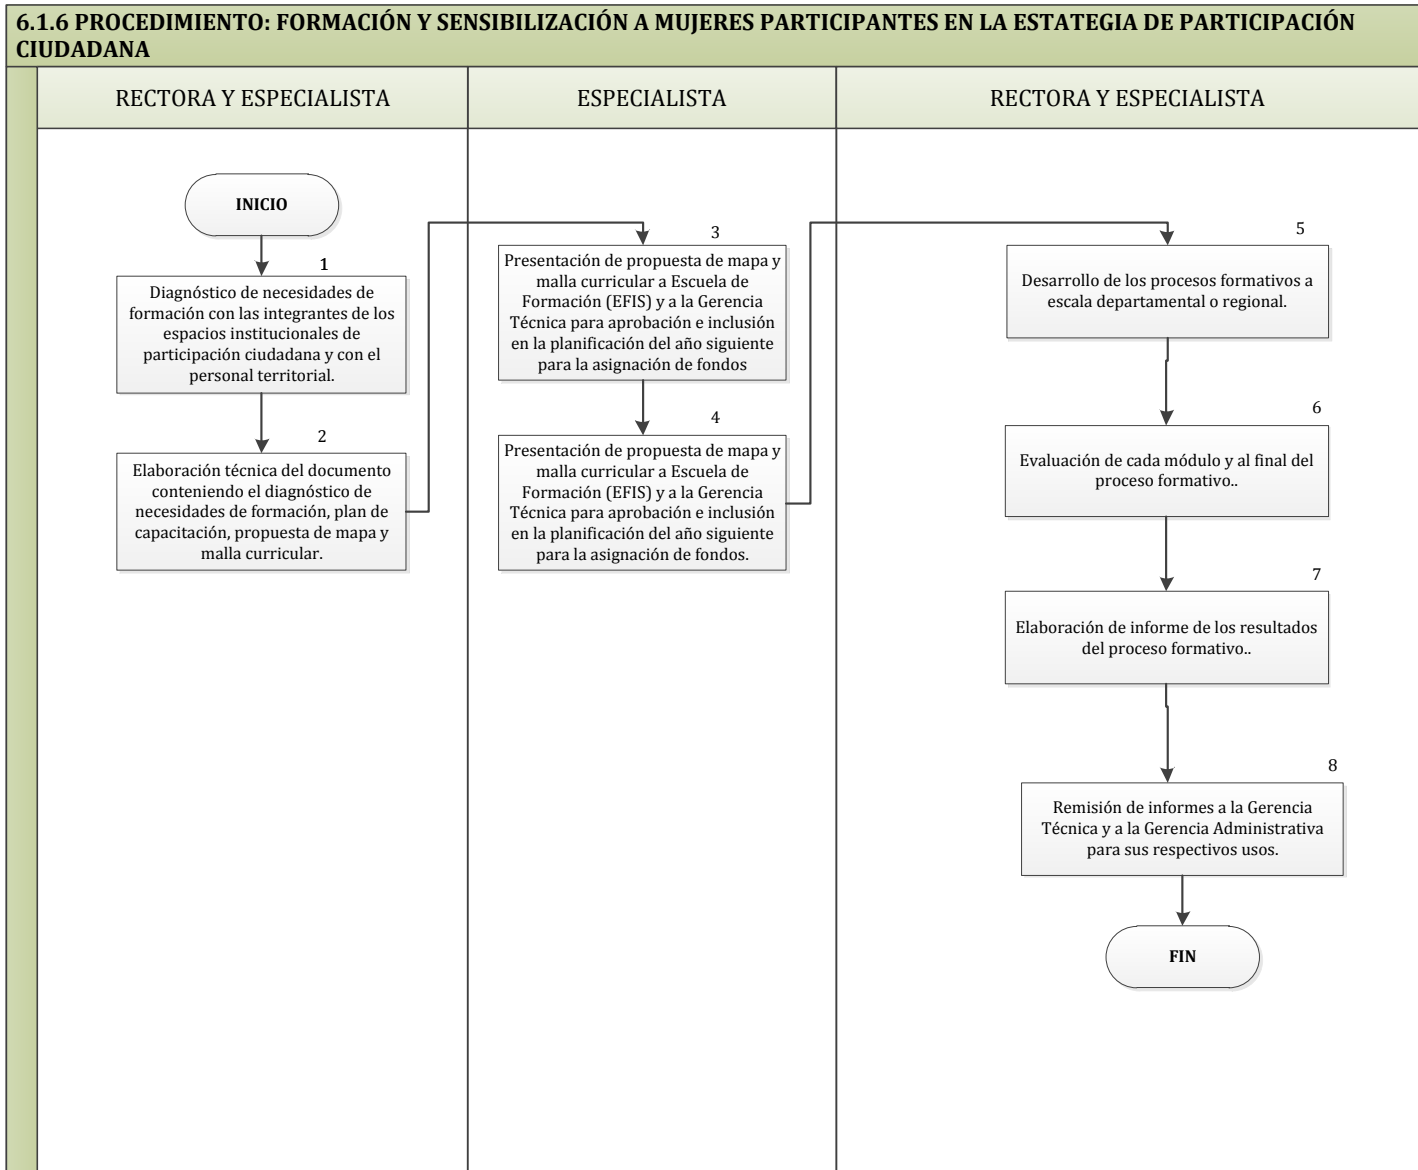 6.1.6 PROCEDIMIENTO: FORMACIÓN Y SENSIBILIZACIÓN A MUJERES PARTICIPANTES EN LA ESTATEGIA DE PARTICIPACIÓN
CIUDADANA
RECTORA Y ESPECIALISTA
ESPECIALISTA
RECTORA Y ESPECIALISTA
INICIO
1
Diagnóstico de necesidades de
formación con las integrantes de los
espacios institucionales de
participación ciudadana y con el
personal territorial.
2
Elaboración técnica del documento
conteniendo el diagnóstico de
necesidades de formación, plan de
capacitación, propuesta de mapa y
malla curricular.
3
Presentación de propuesta de mapa y
malla curricular a Escuela de
Formación (EFIS) y a la Gerencia
Técnica para aprobación e inclusión
en la planificación del año siguiente
para la asignación de fondos
4
Presentación de propuesta de mapa y
malla curricular a Escuela de
Formación (EFIS) y a la Gerencia
Técnica para aprobación e inclusión
en la planificación del año siguiente
para la asignación de fondos.
5
Desarrollo de los procesos formativos a
escala departamental o regional.
6
Evaluación de cada módulo y al final del
proceso formativo..
7
Elaboración de informe de los resultados
del proceso formativo..
8
Remisión de informes a la Gerencia
Técnica y a la Gerencia Administrativa
para sus respectivos usos.
FIN